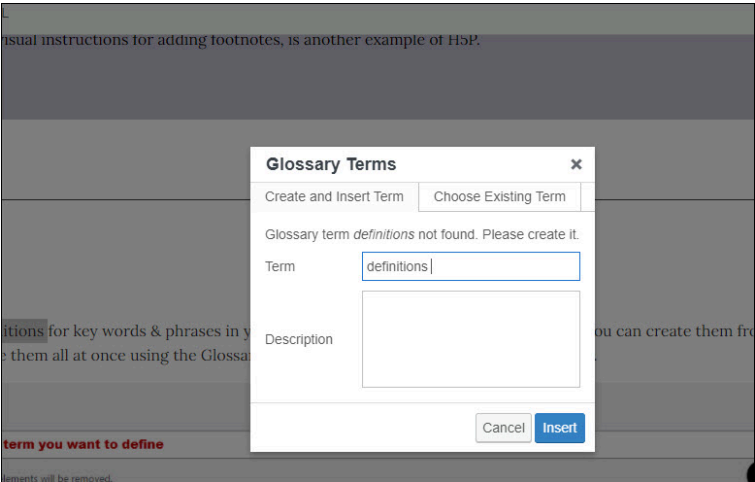 L
visual instructions for adding footnotes, is another example of H5P.
Glossary Terms ×
Create and Insert Term Choose Existing Term
Glossary term definitions not found. Please create it.
Term definitions
itions for key words & phrases in y ou can create them fro
Description
e them all at once using the Glossa .
Cancel Insert
term you want to define
lements will be removed.